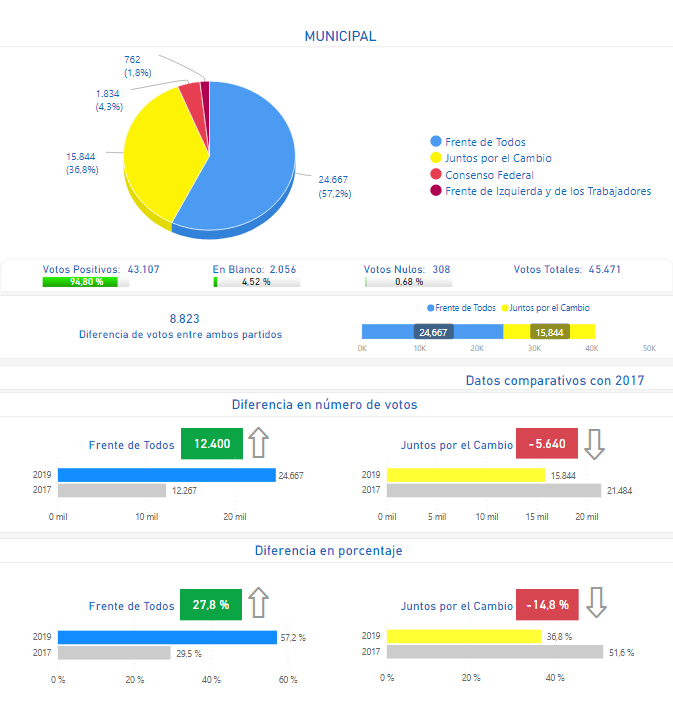 MUNICIPAL
762
(1,8%)
1.834
(4,3%)
15.844
(36,8%)
24.667
(57,2%)
Frente de Todos
Juntos por el Cambio
Consenso Federal
Frente de Izquierda y de los Trabajadores
Votos Positivos: 43.107
94,80 %
En Blanco: 2.056
4,52 %
Votos Nulos: 308
0,68 %
Votos Totales: 45.471
8.823
Diferencia de votos entre ambos partidos
Frente de Todos Juntos por el Cambio
24,667 15,844
0K 10K 20K 30K 40K 50K
Datos comparativos con 2017
Diferencia en número de votos
Frente de Todos 12.400
2019 24.667
2017 12.267
0 mil 10 mil 20 mil
Juntos por el Cambio -5.640
2019 15.844
2017 21.484
0 mil 5 mil 10 mil 15 mil 20 mil
Diferencia en porcentaje
Frente de Todos 27,8 %
2019 57,2 %
2017 29,5 %
0 % 20 % 40 % 60 %
Juntos por el Cambio -14,8 %
2019 36,8 %
2017 51,6 %
0 % 20 % 40 %